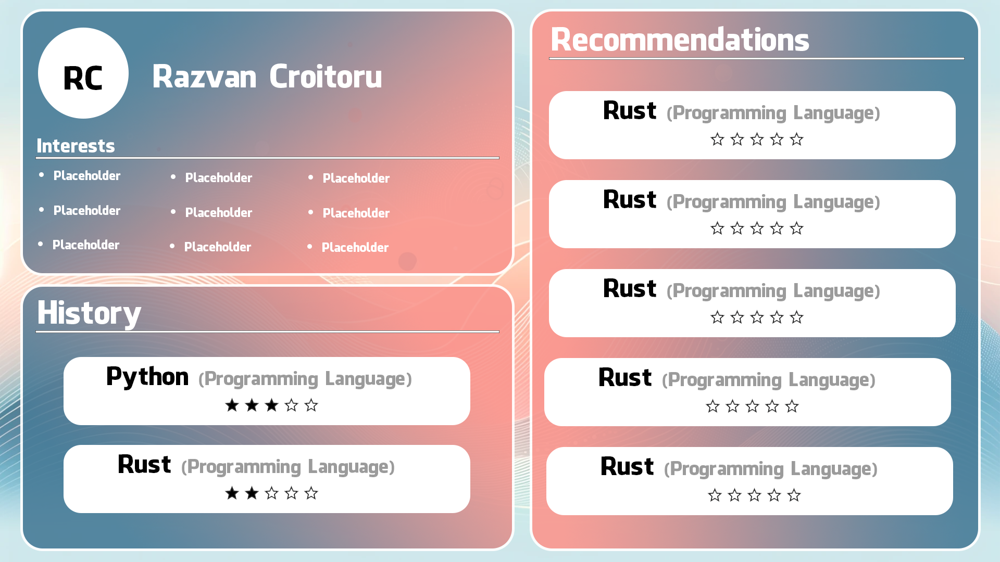 RC
Razvan Croitoru
Interests
• Placeholder • Placeholder • Placeholder
• Placeholder • Placeholder • Placeholder
• Placeholder • Placeholder • Placeholder
History
Python (Programming Language)
★ ★ ★ ☆ ☆
Rust (Programming Language)
★ ★ ☆ ☆ ☆
Recommendations
Rust (Programming Language)
☆ ☆ ☆ ☆ ☆
Rust (Programming Language)
☆ ☆ ☆ ☆ ☆
Rust (Programming Language)
☆ ☆ ☆ ☆ ☆
Rust (Programming Language)
☆ ☆ ☆ ☆ ☆
Rust (Programming Language)
☆ ☆ ☆ ☆ ☆